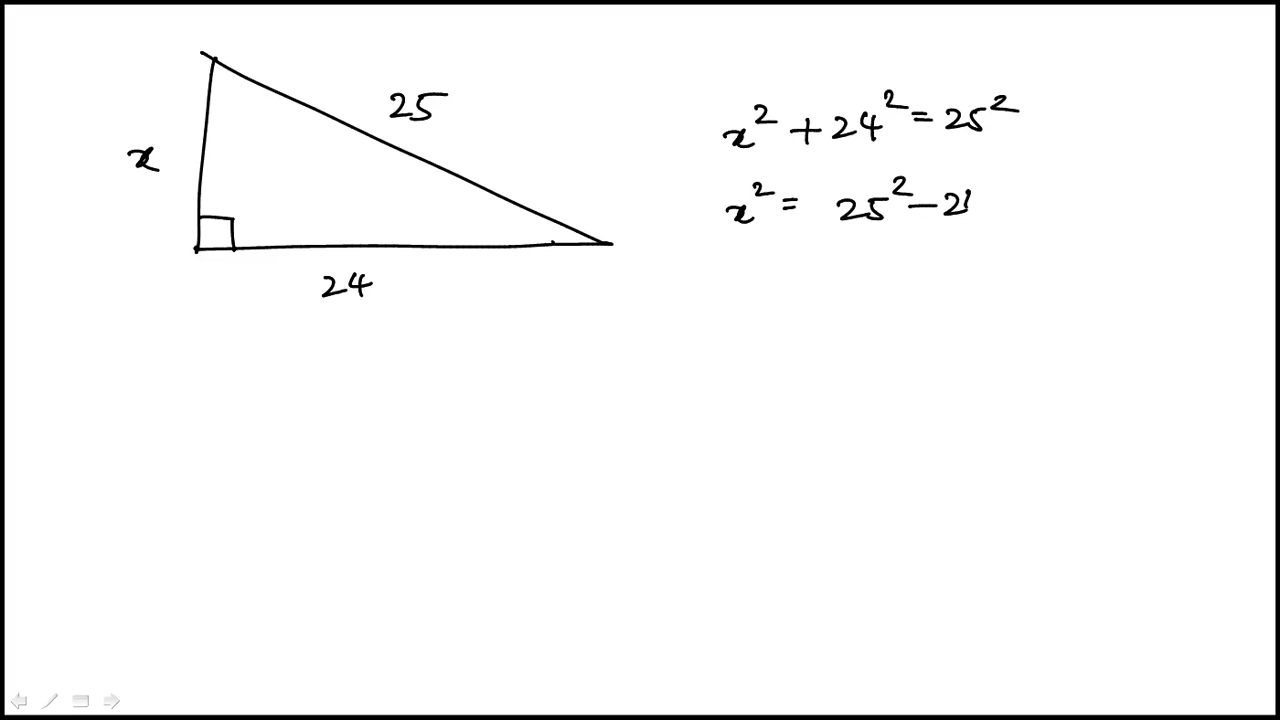 25
x² + 24² = 25²
x
x² = 25² – 2
24